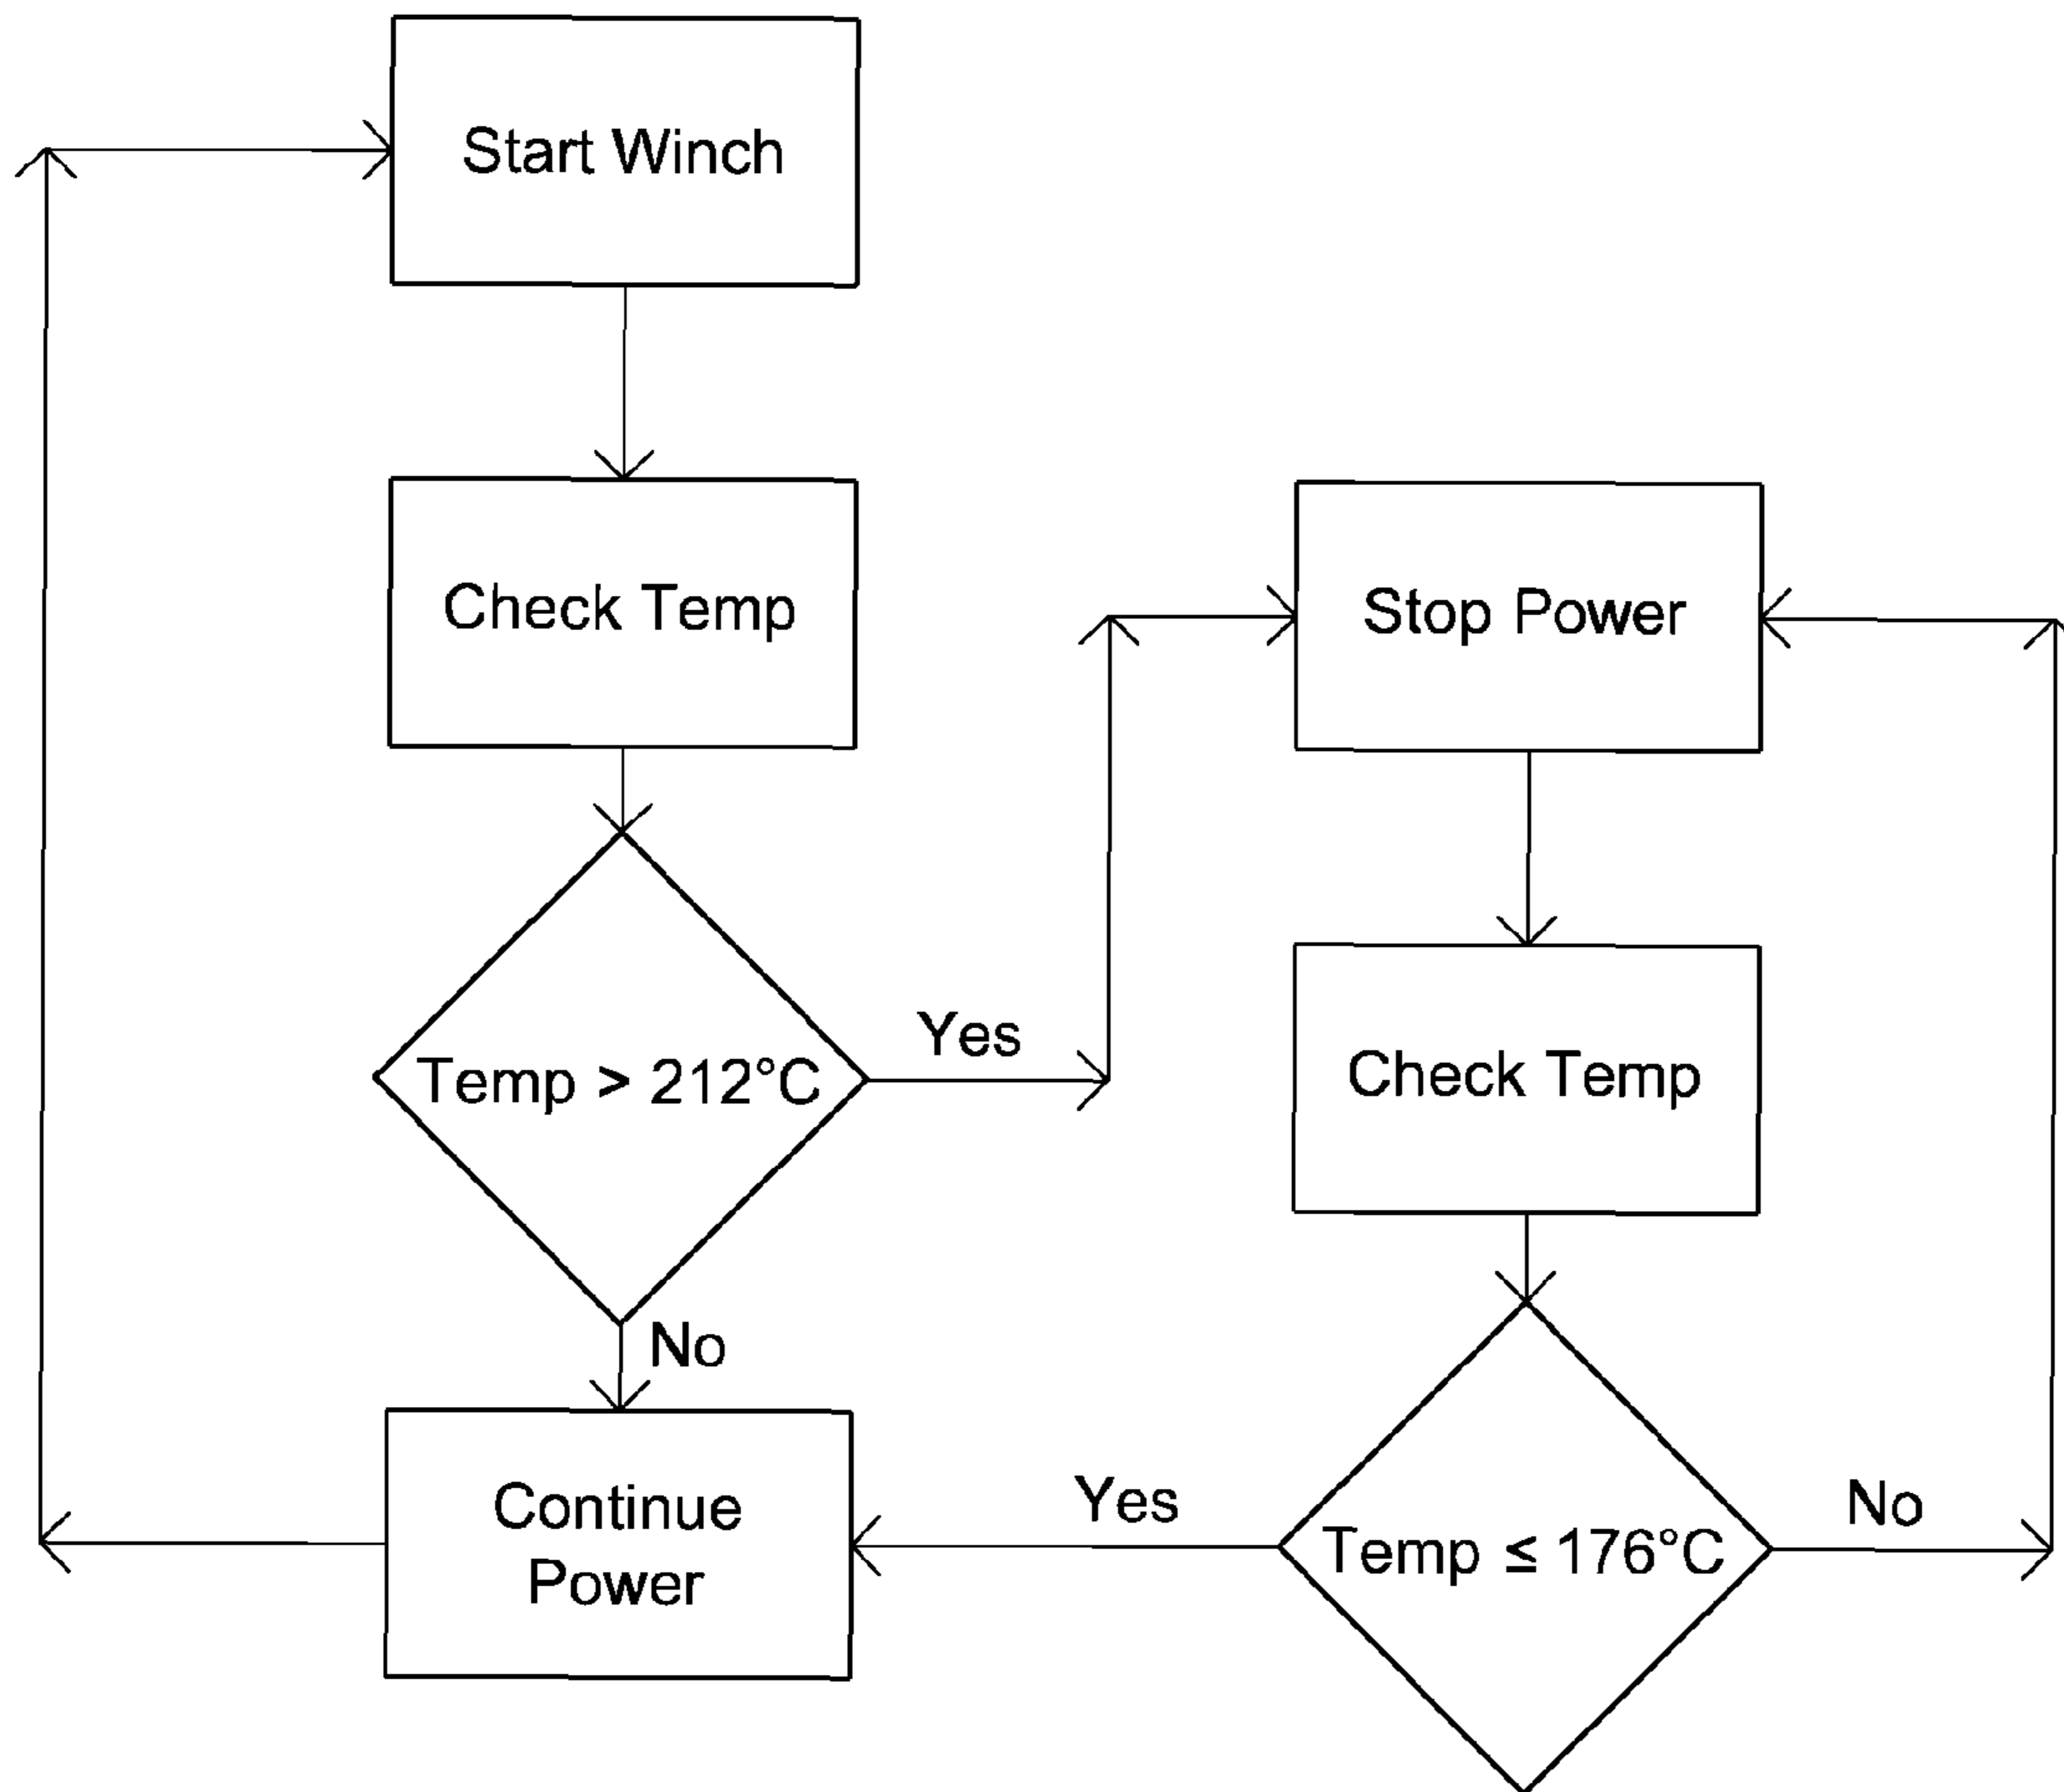 Start Winch
Check Temp
Temp > 212°C
Yes
No
Continue
Power
Stop Power
Check Temp
Temp ≤ 176°C
Yes
No